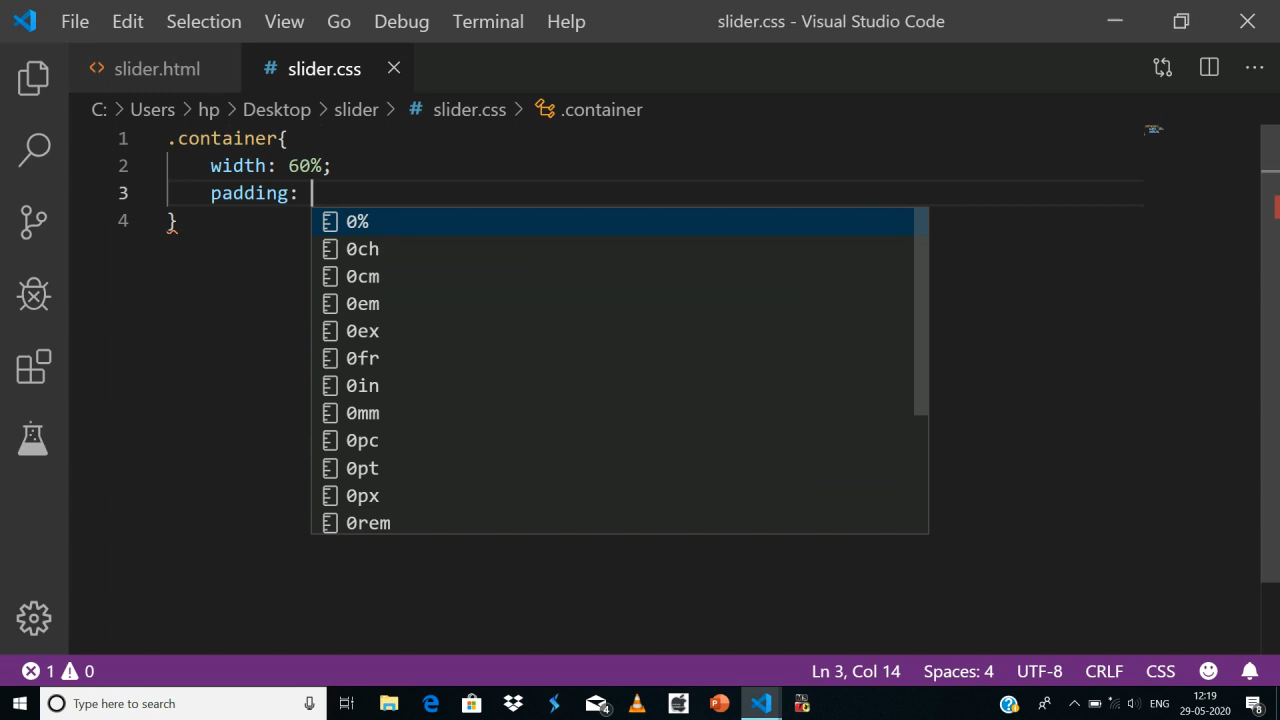 File Edit Selection View Go Debug Terminal Help slider.css - Visual Studio Code
slider.html slider.css
C: > Users > hp > Desktop > slider > slider.css > .container
1 .container{
2 width: 60%;
3 padding:
4 }
0%
0ch
0cm
0em
0ex
0fr
0in
0mm
0pc
0pt
0px
0rem
1 0 Ln 3, Col 14 Spaces: 4 UTF-8 CRLF CSS
Type here to search 4 ENG 12:19
29-05-2020 8